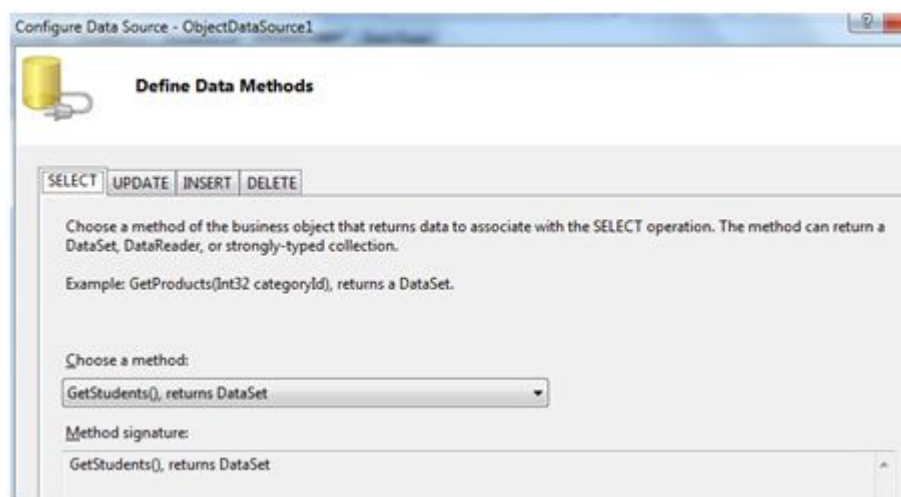 Configure Data Source - ObjectDataSource1
Define Data Methods
SELECT UPDATE INSERT DELETE
Choose a method of the business object that returns data to associate with the SELECT operation. The method can return a
DataSet, DataReader, or strongly-typed collection.
Example: GetProducts(Int32 categoryId), returns a DataSet.
Choose a method:
GetStudents(), returns DataSet
Method signature:
GetStudents(), returns DataSet